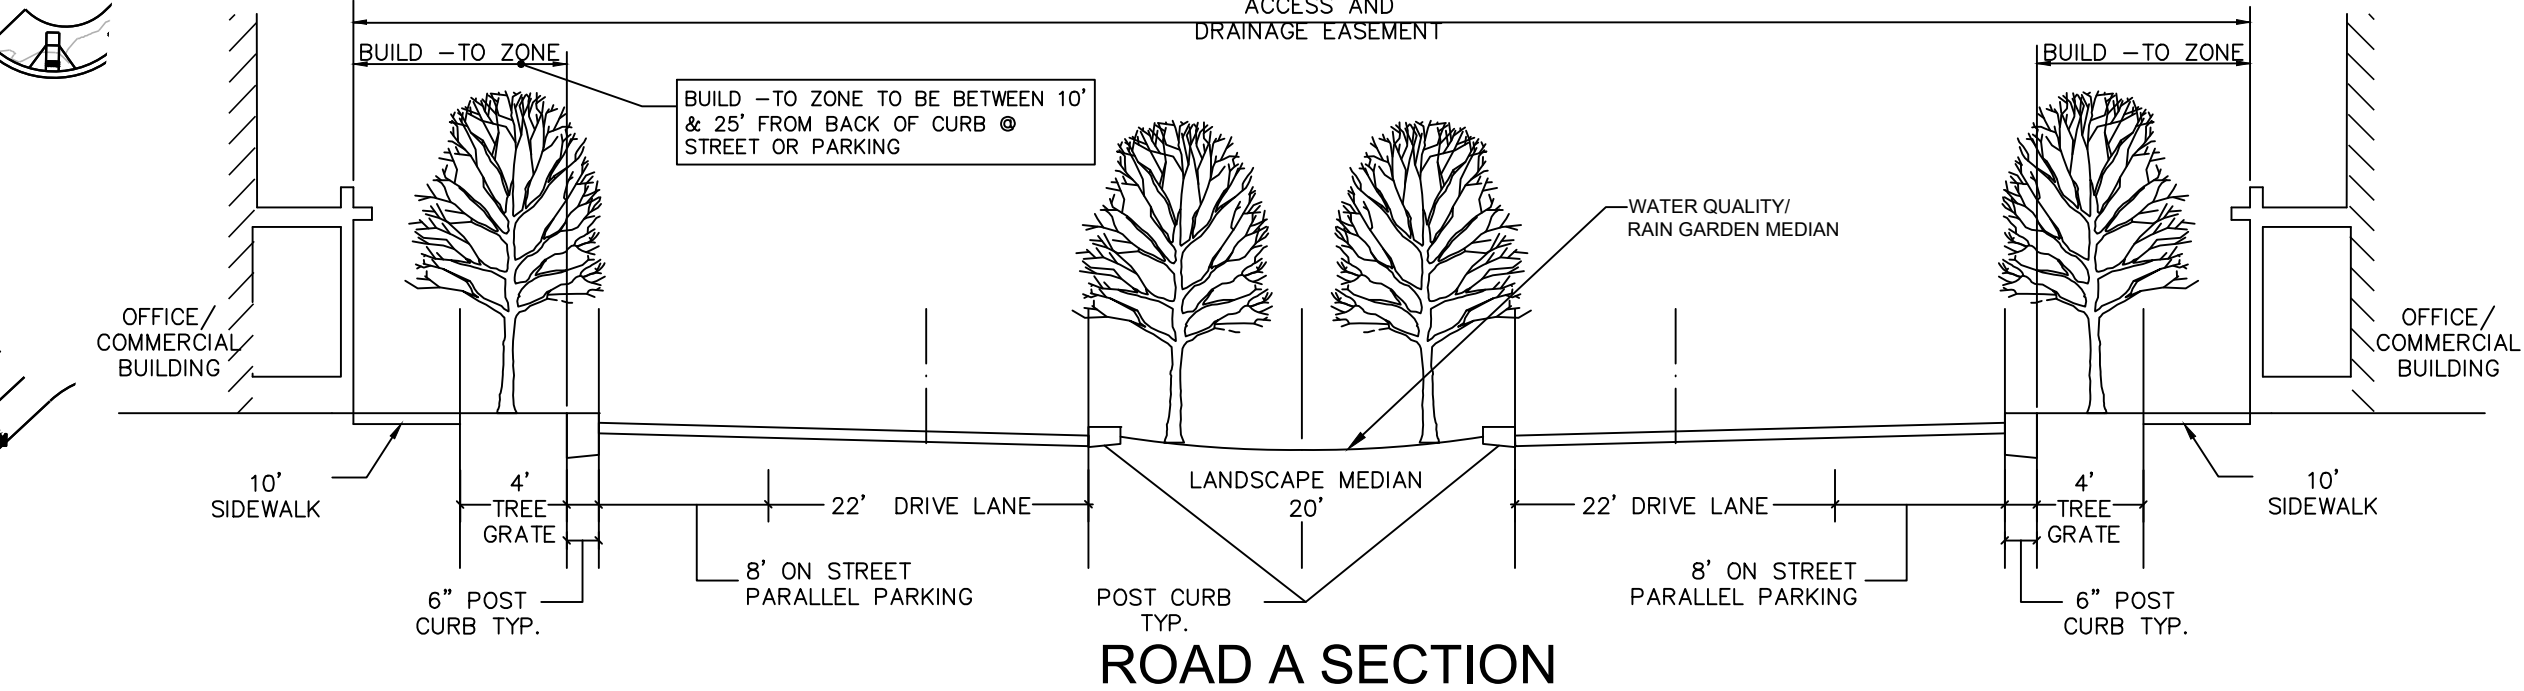 ACCESS AND
DRAINAGE EASEMENT
BUILD -TO ZONE
BUILD -TO ZONE
BUILD -TO ZONE TO BE BETWEEN 10'
& 25' FROM BACK OF CURB @
STREET OR PARKING
WATER QUALITY/
RAIN GARDEN MEDIAN
OFFICE/
COMMERCIAL
BUILDING
OFFICE/
COMMERCIAL
BUILDING
10'
SIDEWALK
4'
TREE
GRATE
22' DRIVE LANE
LANDSCAPE MEDIAN
20'
22' DRIVE LANE
4'
TREE
GRATE
10'
SIDEWALK
6" POST
CURB TYP.
8' ON STREET
PARALLEL PARKING
POST CURB
TYP.
8' ON STREET
PARALLEL PARKING
6" POST
CURB TYP.
ROAD A SECTION